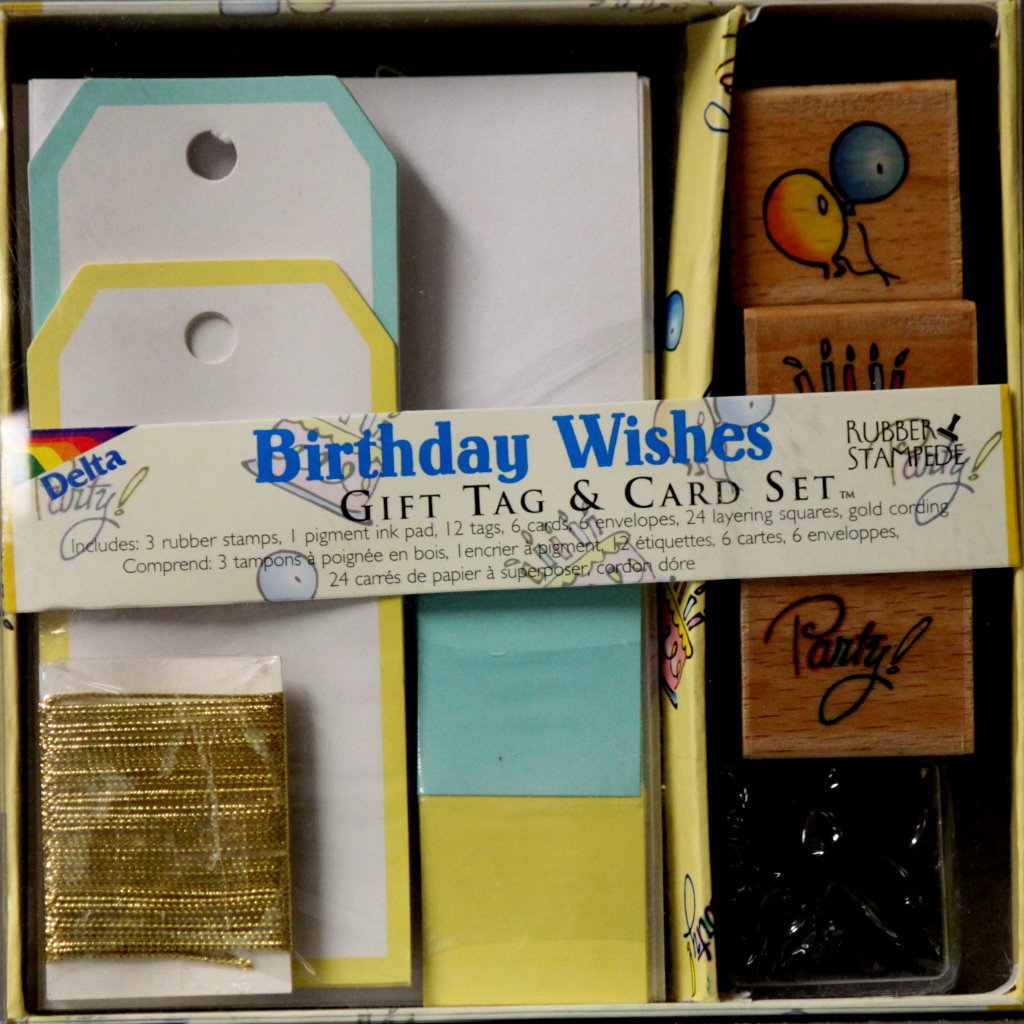 Delta
Birthday Wishes
RUBBER
STAMPEDE
GIFT TAG & CARD SET™
Includes: 3 rubber stamps, 1 pigment ink pad, 12 tags, 6 cards, 6 envelopes, 24 layering squares, gold cording
Comprend: 3 tampons à poignée en bois, 1encrier à pigment, 12 étiquettes, 6 cartes, 6 enveloppes,
24 carrés de papier à superposer, cordon dóre
Party!
Party!
Party!